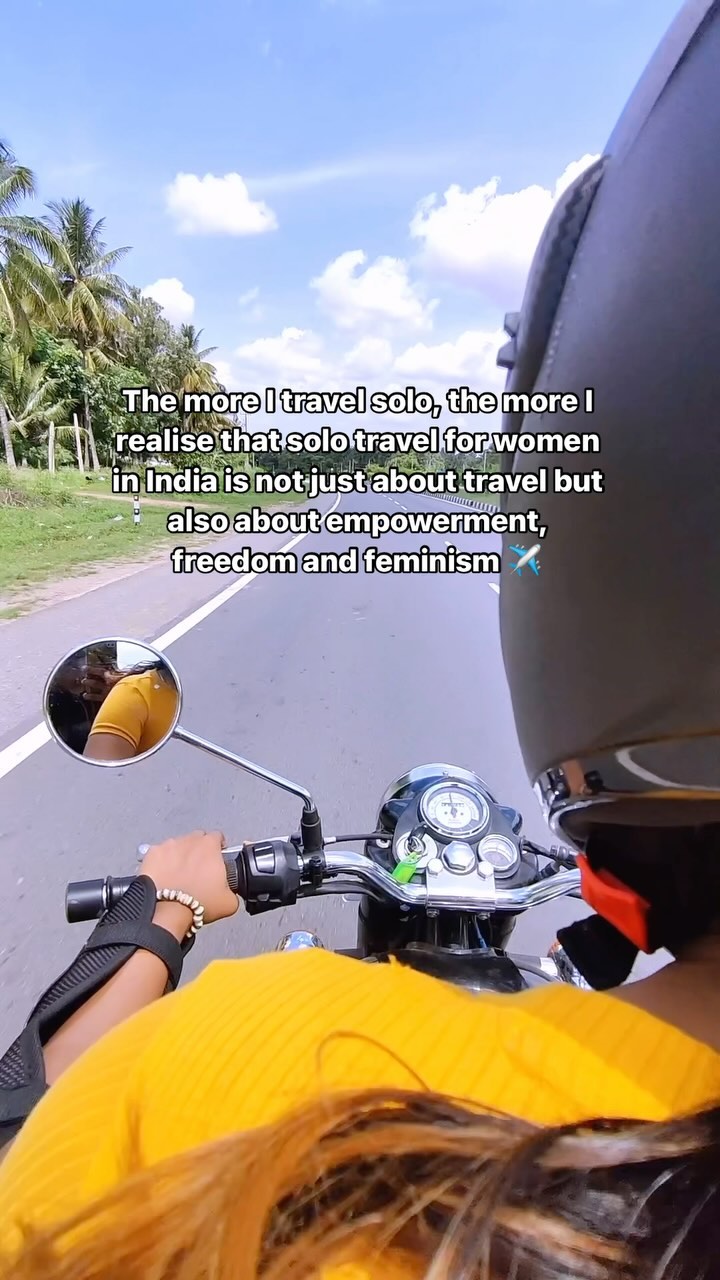 The more I travel solo, the more I
realise that solo travel for women
in India is not just about travel but
also about empowerment,
freedom and feminism ✈️